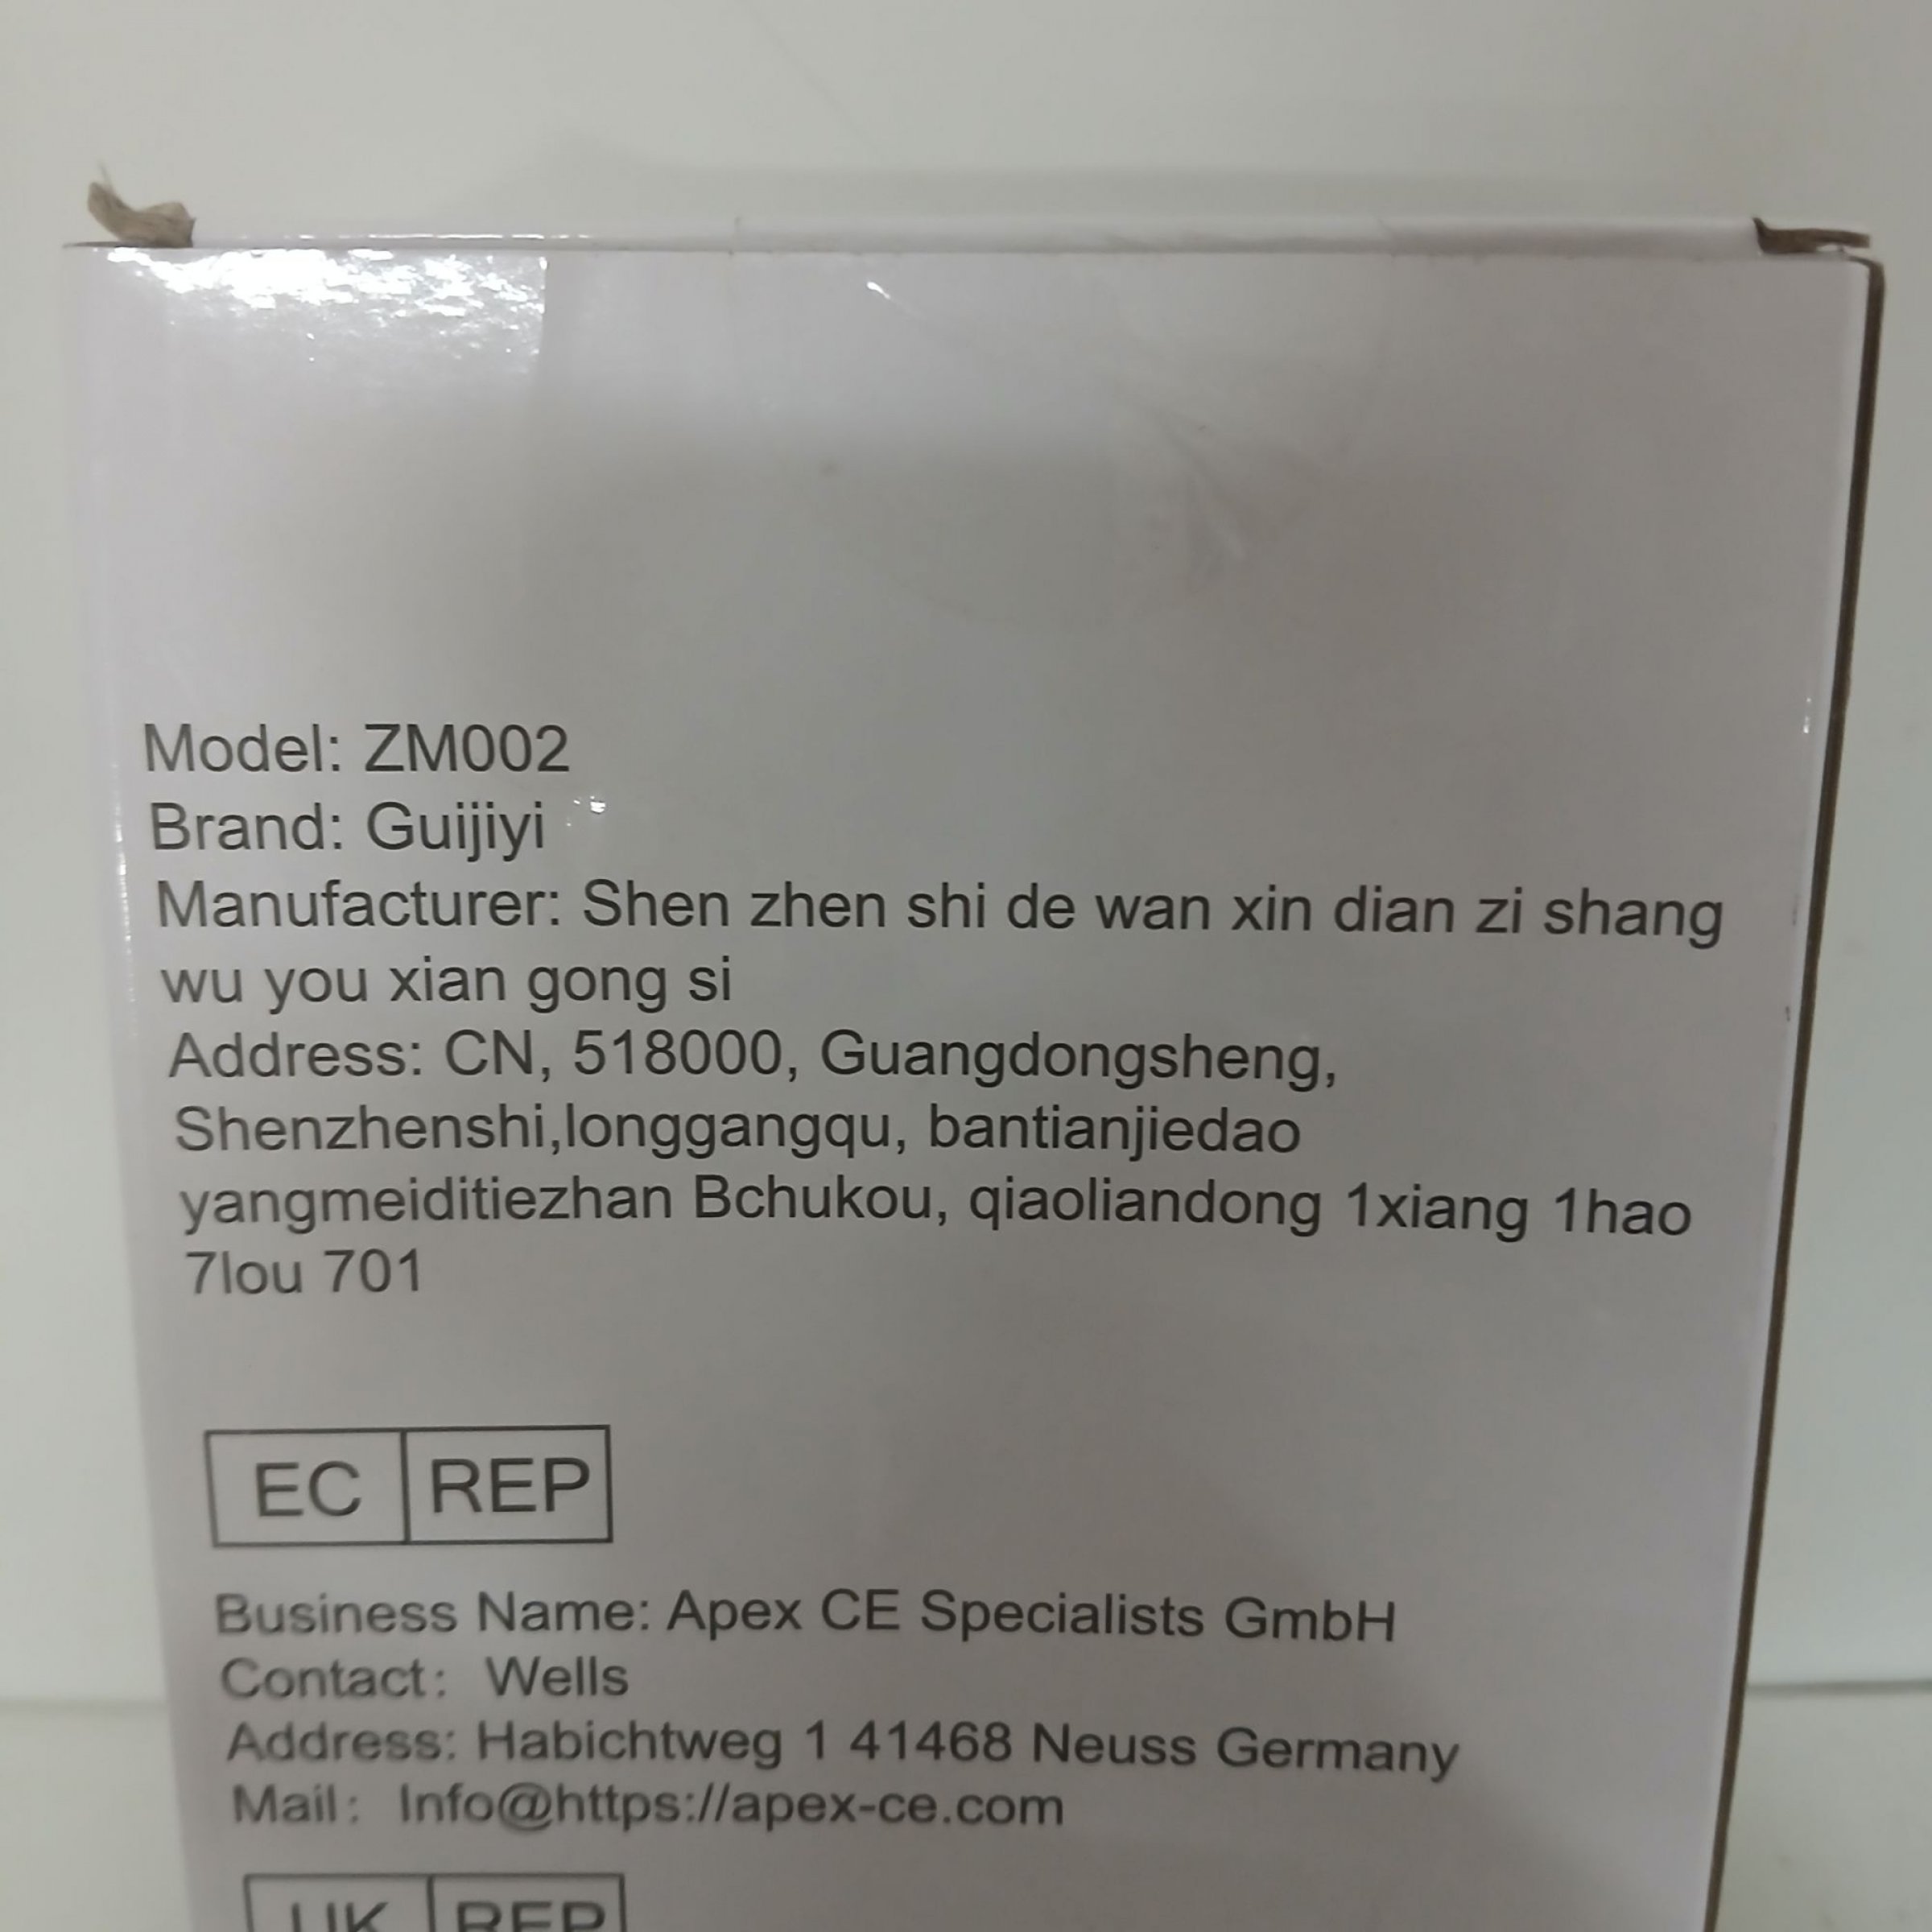 Model: ZM002
Brand: Guijiyi
Manufacturer: Shen zhen shi de wan xin dian zi shang
wu you xian gong si
Address: CN, 518000, Guangdongsheng,
Shenzhenshi,longgangqu, bantianjiedao
yangmeiditiezhan Bchukou, qiaoliandong 1xiang 1hao
7lou 701
EC REP
Business Name: Apex CE Specialists GmbH
Contact: Wells
Address: Habichtweg 1 41468 Neuss Germany
Mail: Info@https://apex-ce.com
UK REP